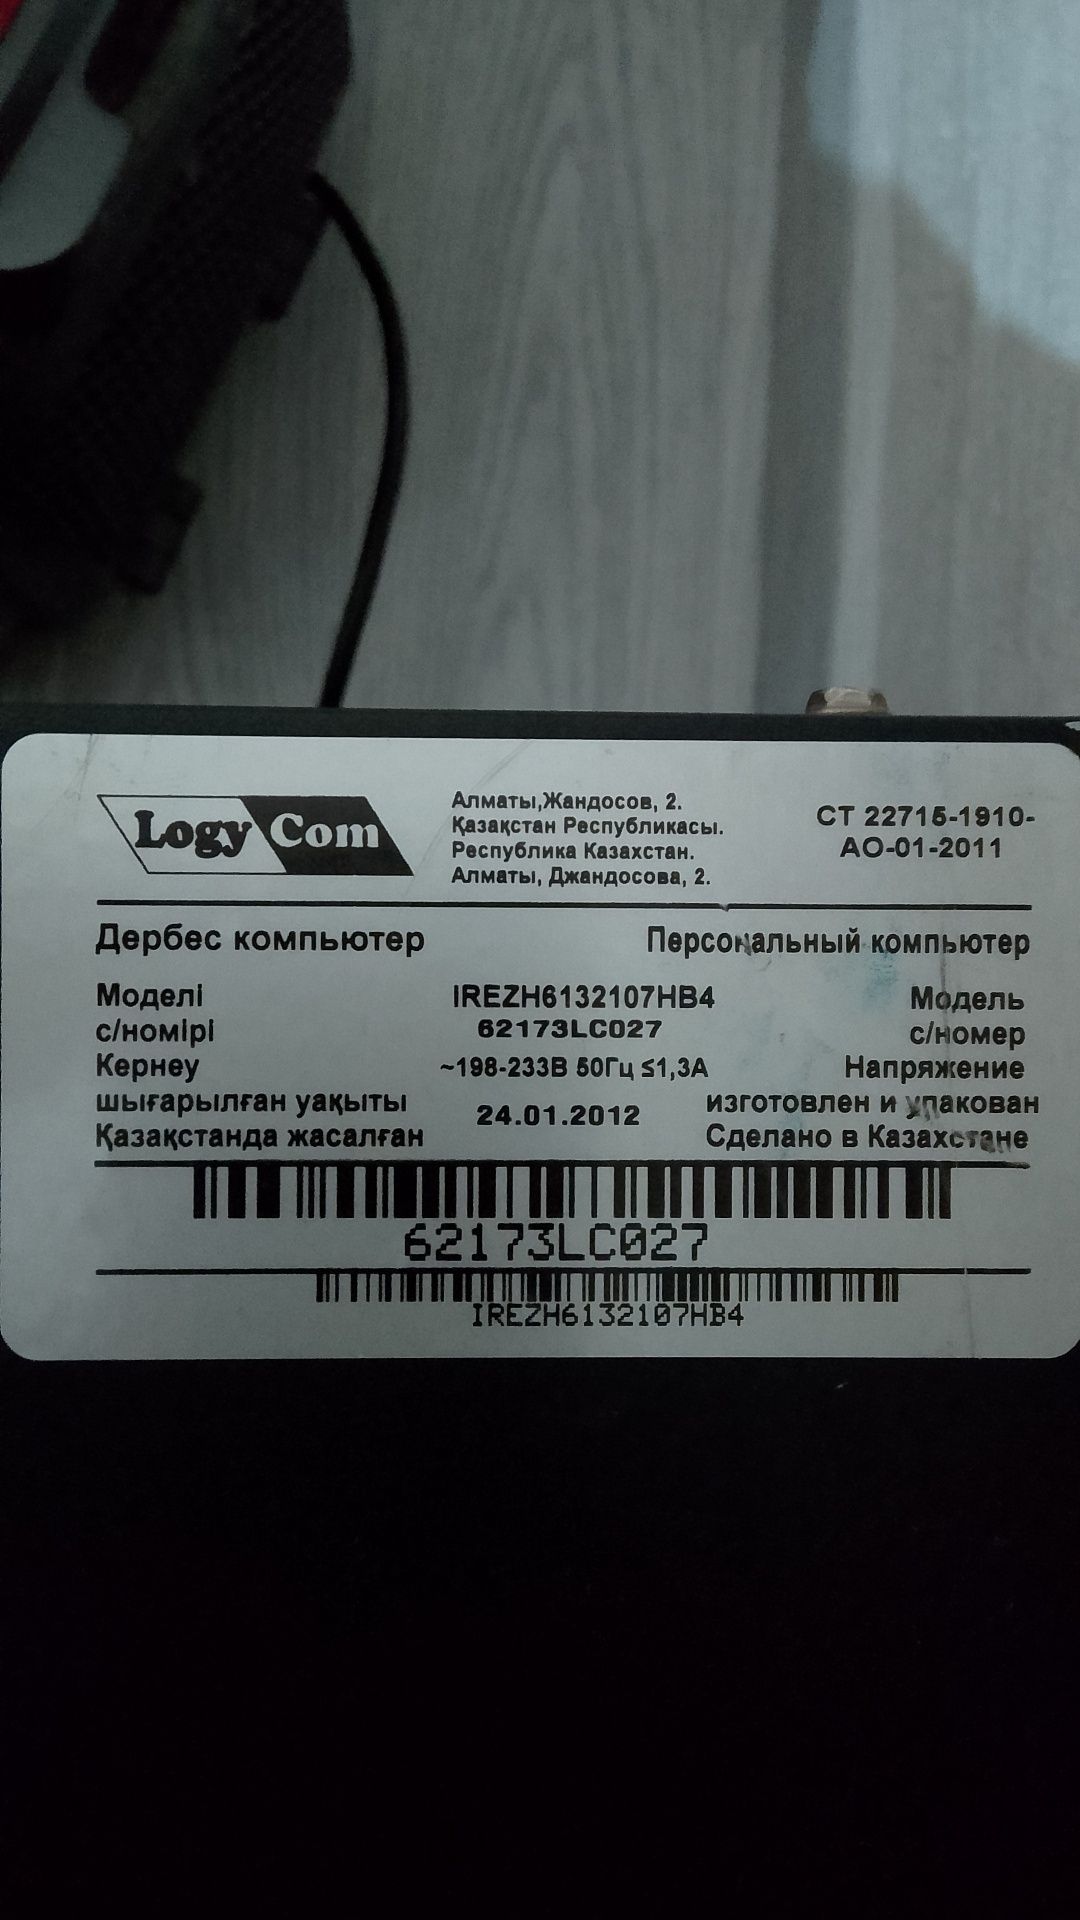 Logy Com
Алматы,Жандосов, 2.
Қазақстан Республикасы.
Республика Казахстан.
Алматы, Джандосова, 2.
СТ 22715-1910-
АО-01-2011
Дербес компьютер
Персональный компьютер
Моделі IREZH6132107HB4 Модель
с/номірі 62173LC027 с/номер
Кернеу ~198-233В 50Гц ≤1,3А Напряжение
шығарылған уақыты 24.01.2012 изготовлен и упакован
Қазақстанда жасалған Сделано в Казахстане
62173LC027
IREZH6132107HB4